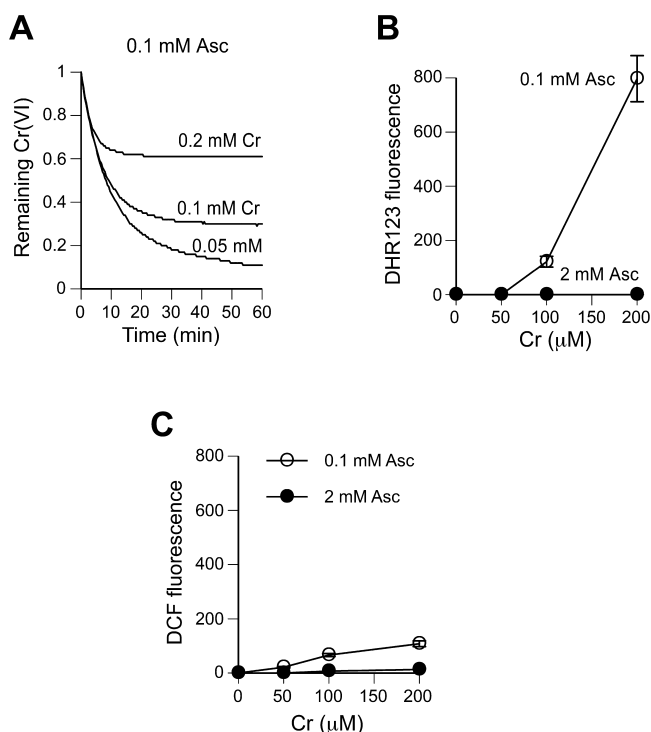 A
0.1 mM Asc
Remaining Cr(VI)
1
0.8
0.6
0.4
0.2
0
0.2 mM Cr
0.1 mM Cr
0.05 mM
0 10 20 30 40 50 60
Time (min)
B
DHR123 fluorescence
800
600
400
200
0
0.1 mM Asc
2 mM Asc
0 50 100 150 200
Cr (μM)
C
DCF fluorescence
800
600
400
200
0
0.1 mM Asc
2 mM Asc
0 50 100 150 200
Cr (μM)